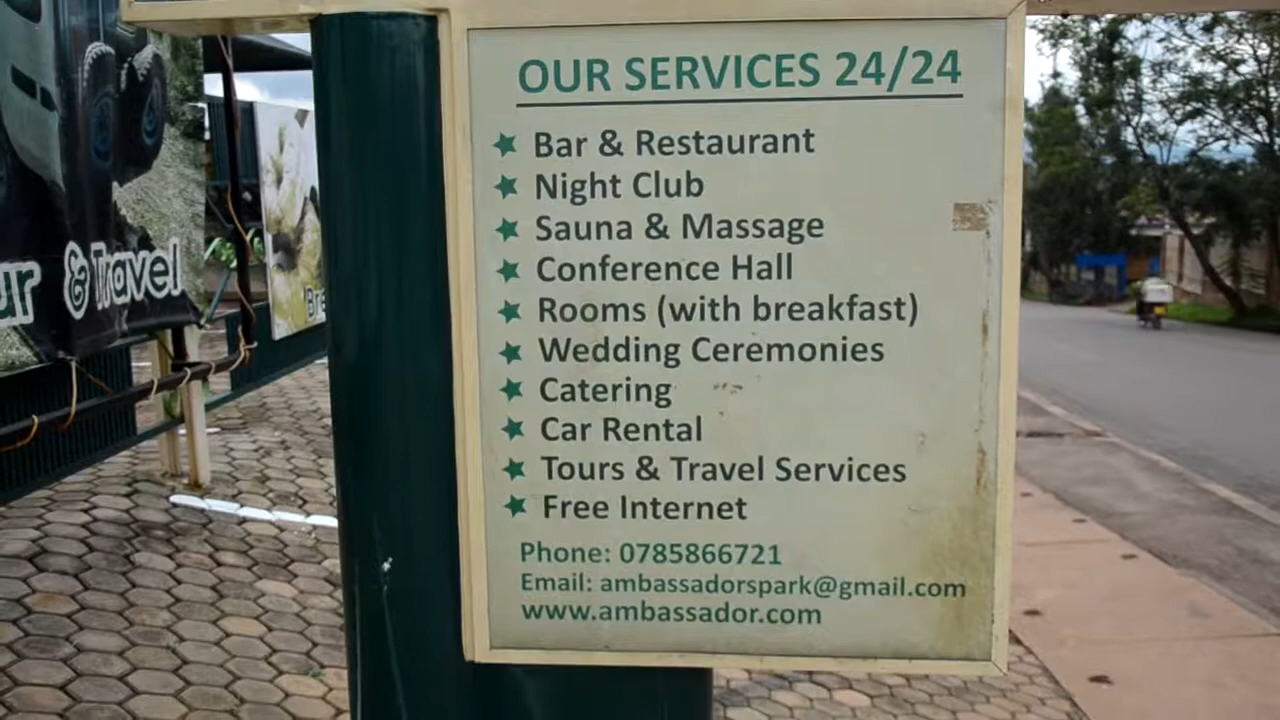 OUR SERVICES 24/24
Bar & Restaurant
Night Club
Sauna & Massage
Conference Hall
Rooms (with breakfast)
Wedding Ceremonies
Catering
Car Rental
Tours & Travel Services
Free Internet
Phone: 0785866721
Email: ambassadorspark@gmail.com
www.ambassador.com
& Travel